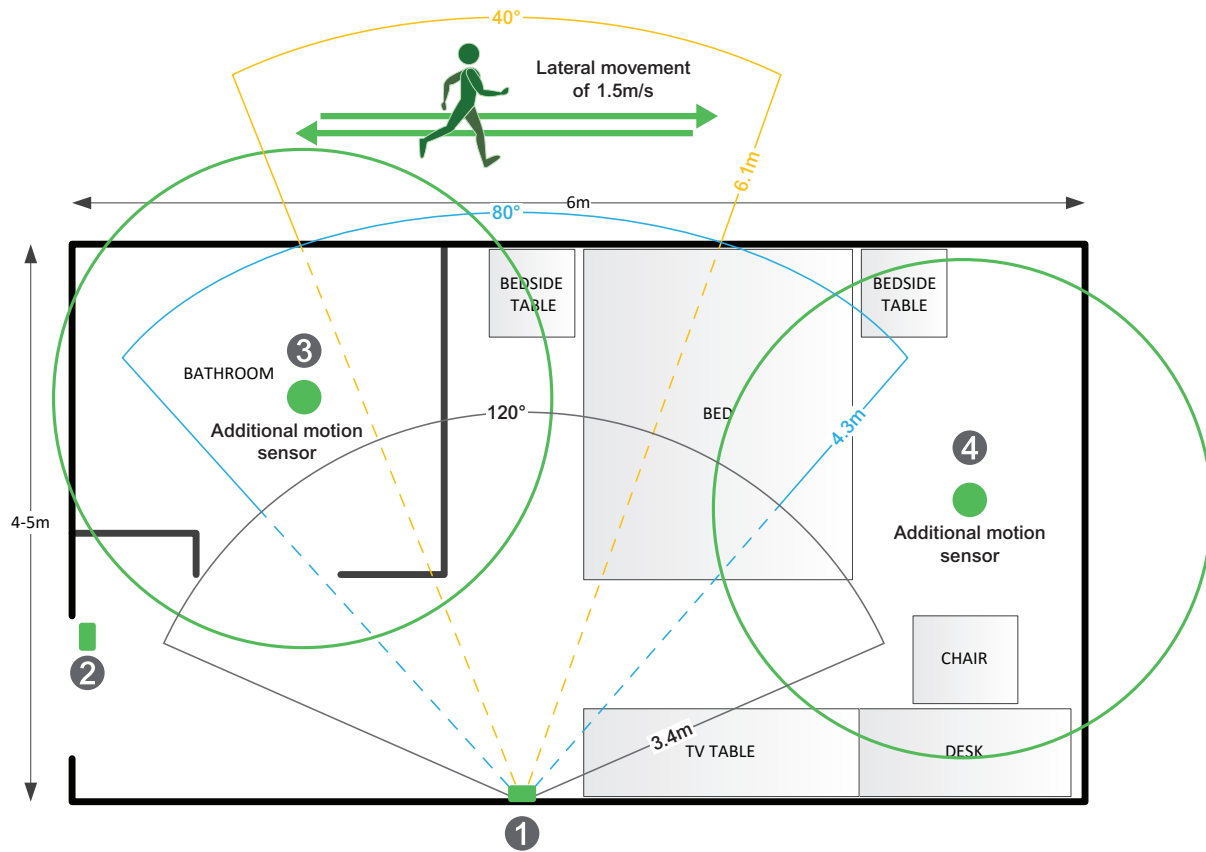 40°
Lateral movement
of 1.5m/s
6.1m
6m
80°
BEDSIDE
TABLE
BEDSIDE
TABLE
3
BATHROOM
Additional motion
sensor
120°
BED
4.3m
4
Additional motion
sensor
4-5m
2
CHAIR
3.4m
TV TABLE
DESK
1